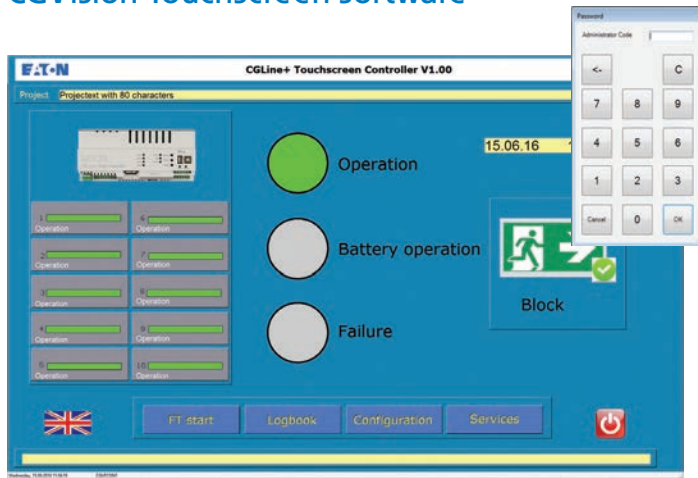 CGVision Touchscreen Software
Password
Administrator Code
<-
C
7
8
9
4
5
6
1
2
3
Cancel
0
OK
EATON
CGLine+ Touchscreen Controller V1.00
Project
Projectext with 80 characters
15.06.16
1
Operation
6
Operation
2
Operation
7
Operation
3
Operation
8
Operation
4
Operation
9
Operation
5
Operation
10
Operation
Operation
Battery operation
Failure
Block
FT start
Logbook
Configuration
Services